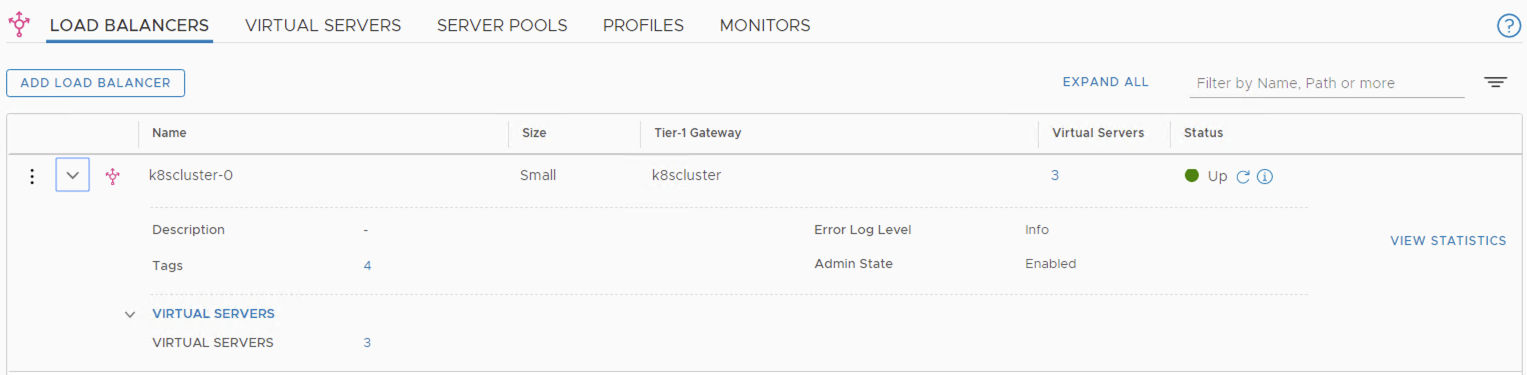 LOAD BALANCERS VIRTUAL SERVERS SERVER POOLS PROFILES MONITORS
ADD LOAD BALANCER EXPAND ALL Filter by Name, Path or more
Name Size Tier-1 Gateway Virtual Servers Status
k8scluster-0 Small k8scluster 3 Up
Description - Error Log Level Info
VIEW STATISTICS
Tags 4 Admin State Enabled
VIRTUAL SERVERS
VIRTUAL SERVERS 3